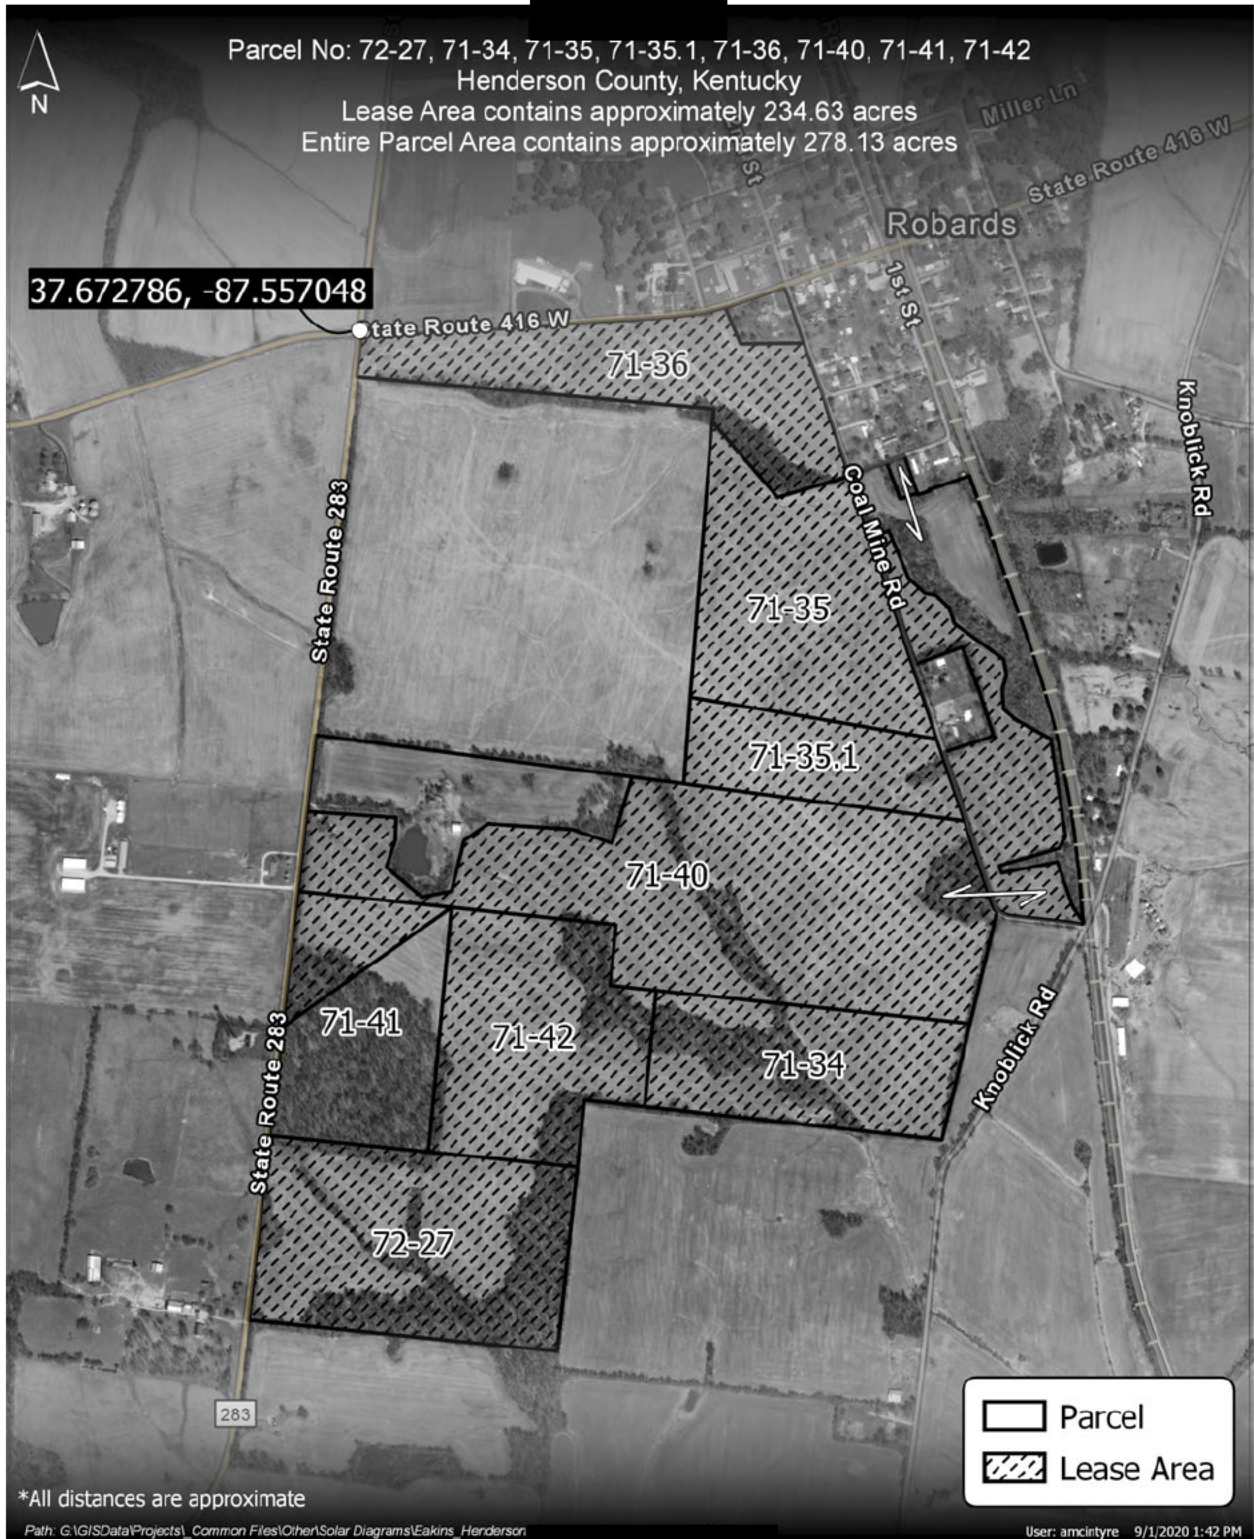 Parcel No: 72-27, 71-34, 71-35, 71-35.1, 71-36, 71-40, 71-41, 71-42
Henderson County, Kentucky
Lease Area contains approximately 234.63 acres
Entire Parcel Area contains approximately 278.13 acres
N
Miller Ln
2nd St
State Route 416 W
Robards
1st St
37.672786, -87.557048
State Route 416 W
71-36
Knoblick Rd
Coal Mine Rd
State Route 283
71-35
71-35.1
71-40
71-41
71-42
71-34
Knoblick Rd
State Route 283
72-27
283
Parcel
Lease Area
*All distances are approximate
Path: G:\GISData\Projects\_Common Files\Other\Solar Diagrams\Eakins_Henderson
User: amcintyre 9/1/2020 1:42 PM